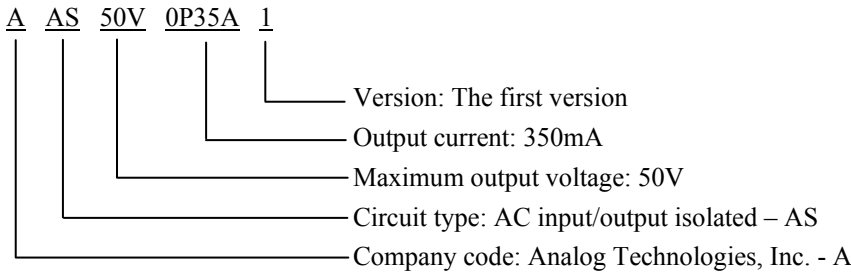 A AS 50V 0P35A 1
Version: The first version
Output current: 350mA
Maximum output voltage: 50V
Circuit type: AC input/output isolated – AS
Company code: Analog Technologies, Inc. - A